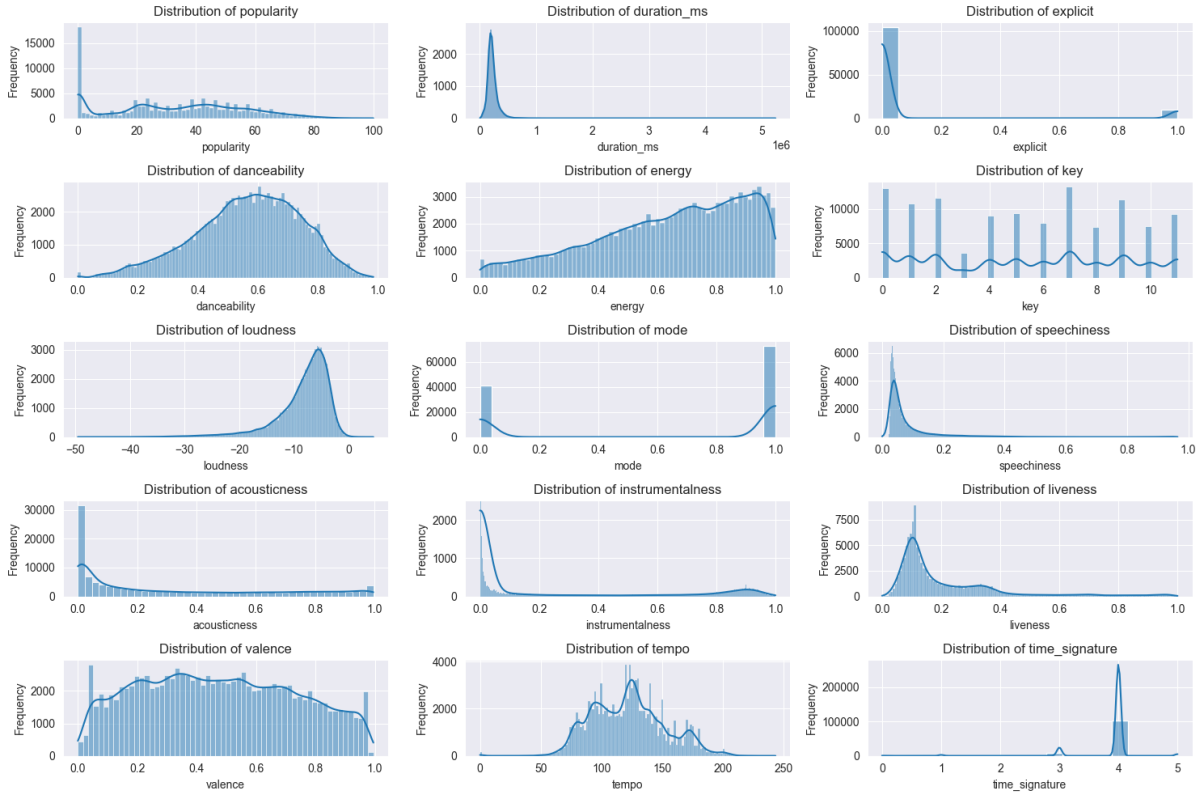 Distribution of popularity
Frequency
15000
10000
5000
0
0 20 40 60 80 100
popularity
Distribution of duration_ms
Frequency
2000
1000
0
0 1 2 3 4 5
1e6
duration_ms
Distribution of explicit
Frequency
100000
50000
0
0.0 0.2 0.4 0.6 0.8 1.0
explicit
Distribution of danceability
Frequency
2000
1000
0
0.0 0.2 0.4 0.6 0.8 1.0
danceability
Distribution of energy
Frequency
3000
2000
1000
0
0.0 0.2 0.4 0.6 0.8 1.0
energy
Distribution of key
Frequency
10000
5000
0
0 2 4 6 8 10
key
Distribution of loudness
Frequency
3000
2000
1000
0
−50 −40 −30 −20 −10 0
loudness
Distribution of mode
Frequency
60000
40000
20000
0
0.0 0.2 0.4 0.6 0.8 1.0
mode
Distribution of speechiness
Frequency
6000
4000
2000
0
0.0 0.2 0.4 0.6 0.8 1.0
speechiness
Distribution of acousticness
Frequency
30000
20000
10000
0
0.0 0.2 0.4 0.6 0.8 1.0
acousticness
Distribution of instrumentalness
Frequency
2000
1000
0
0.0 0.2 0.4 0.6 0.8 1.0
instrumentalness
Distribution of liveness
Frequency
7500
5000
2500
0
0.0 0.2 0.4 0.6 0.8 1.0
liveness
Distribution of valence
Frequency
2000
1000
0
0.0 0.2 0.4 0.6 0.8 1.0
valence
Distribution of tempo
Frequency
4000
2000
0
0 50 100 150 200 250
tempo
Distribution of time_signature
Frequency
200000
100000
0
0 1 2 3 4 5
time_signature